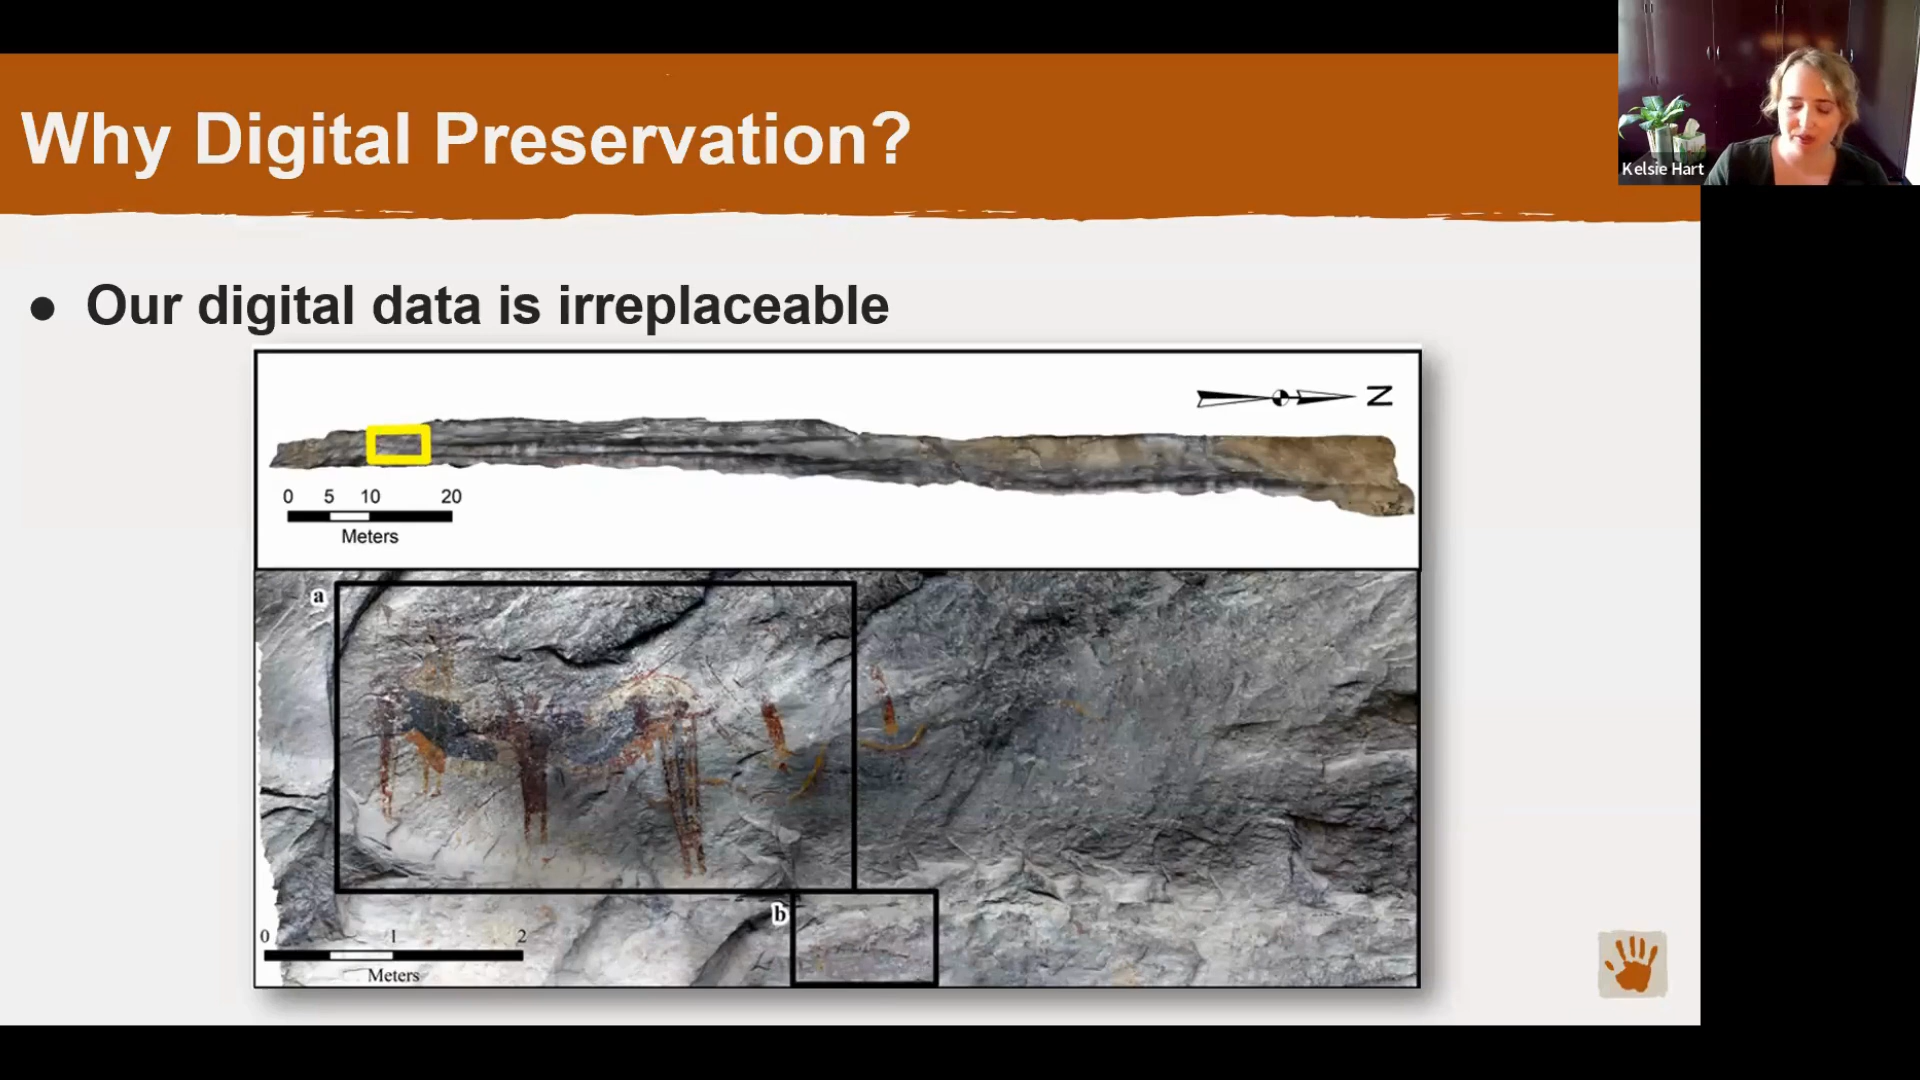 Why Digital Preservation?
Kelsie Hart
● Our digital data is irreplaceable
N
0 5 10 20
Meters
a
b
0 1 2
Meters